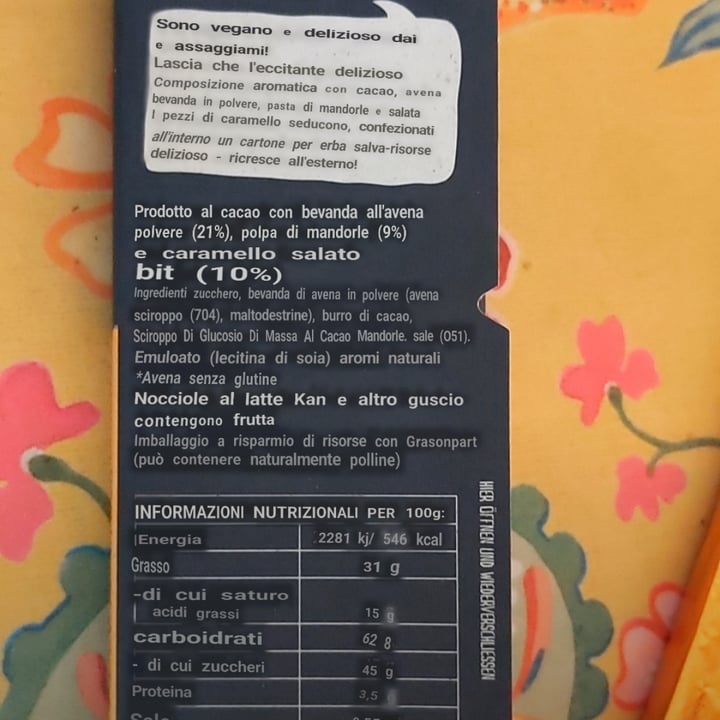 Sono vegano e delizioso dai
e assaggiami!
Lascia che l'eccitante delizioso
Composizione aromatica con cacao, avena
bevanda in polvere, pasta di mandorle e salata
I pezzi di caramello seducono, confezionati
all'interno un cartone per erba salva-risorse
delizioso - ricresce all'esterno!
Prodotto al cacao con bevanda all'avena
polvere (21%), polpa di mandorle (9%)
e caramello salato
bit (10%)
Ingredienti zucchero, bevanda di avena in polvere (avena
sciroppo (704), maltodestrine), burro di cacao,
Sciroppo Di Glucosio Di Massa Al Cacao Mandorle. sale (051).
Emuloato (lecitina di soia) aromi naturali
*Avena senza glutine
Nocciole al latte Kan e altro guscio
contengono frutta
Imballaggio a risparmio di risorse con Grasonpart
(può contenere naturalmente polline)
INFORMAZIONI NUTRIZIONALI PER 100g:
Energia 2281 kj/ 546 kcal
Grasso 31 g
-di cui saturo
acidi grassi 15 g
carboidrati 62 8
- di cui zuccheri 45 g
Proteina 3,5
HIER ÖFFNEN UND WIEDERVERSCHLIESSEN